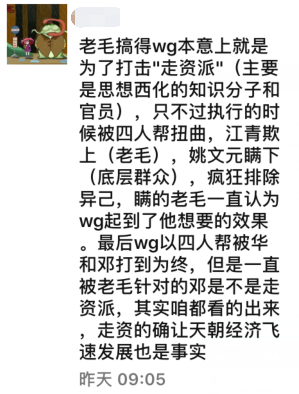 老毛搞得wg本意上就是
为了打击"走资派"（主要
是思想西化的知识分子和
官员），只不过执行的时
候被四人帮扭曲，江青欺
上（老毛），姚文元瞒下
（底层群众），疯狂排除
异己，瞒的老毛一直认为
wg起到了他想要的效果
。最后wg以四人帮被华
和邓打到为终，但是一直
被老毛针对的邓是不是走
资派，其实咱都看的出来
，走资的确让天朝经济飞
速发展也是事实
昨天 09:05